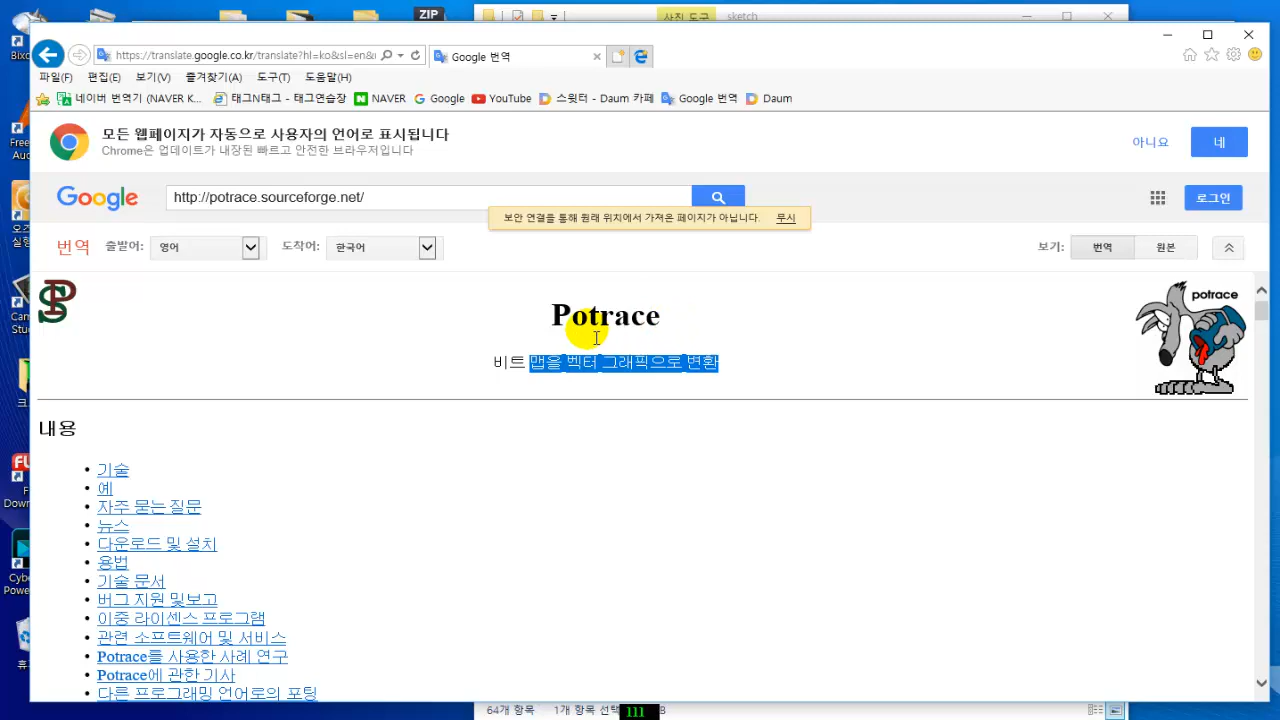 ZIP
사진 도구
sketch
Bixo
https://translate.google.co.kr/translate?hl=ko&sl=en&u
Google 번역
파일(F) 편집(E) 보기(V) 즐겨찾기(A) 도구(T) 도움말(H)
네이버 번역기 (NAVER K... 태그N태그 - 태그연습장 NAVER Google YouTube 스윗터 - Daum 카페 Google 번역 Daum
모든 웹페이지가 자동으로 사용자의 언어로 표시됩니다
Chrome은 업데이트가 내장된 빠르고 안전한 브라우저입니다
아니요
네
Free
Google
http://potrace.sourceforge.net/
로그인
보안 연결을 통해 원래 위치에서 가져온 페이지가 아닙니다. 무시
번역 출발어: 영어 도착어: 한국어
보기: 번역 원본
potrace
Potrace
비트 맵을 벡터 그래픽으로 변환
내용
기술
예
자주 묻는 질문
뉴스
다운로드 및 설치
용법
기술 문서
버그 지원 및보고
이중 라이센스 프로그램
관련 소프트웨어 및 서비스
Potrace를 사용한 사례 연구
Potrace에 관한 기사
다른 프로그래밍 언어로의 포팅
64개 항목 1개 항목 선택